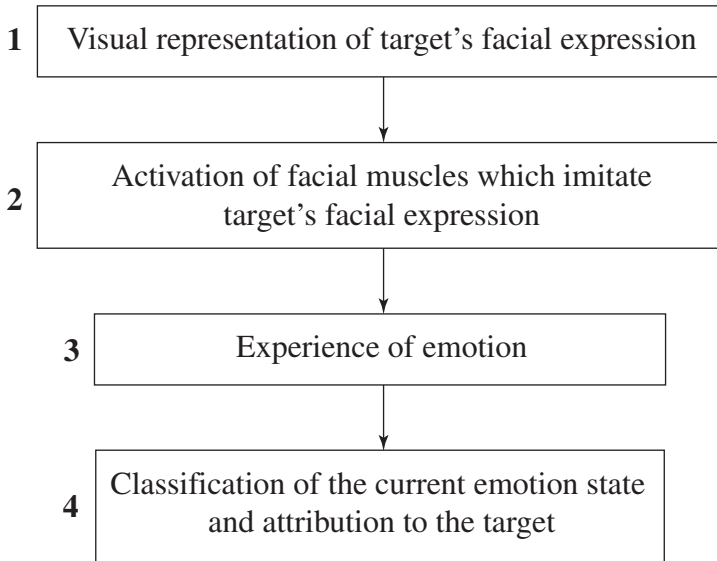 1 Visual representation of target's facial expression
2 Activation of facial muscles which imitate
target's facial expression
3 Experience of emotion
4 Classification of the current emotion state
and attribution to the target